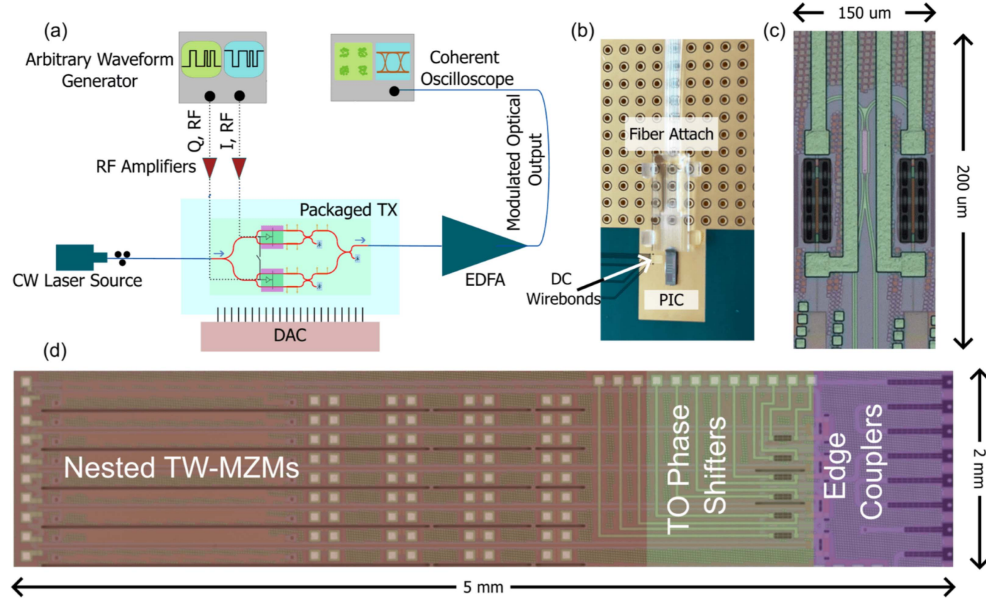 (a)
Arbitrary Waveform
Generator
Coherent
Oscilloscope
Q, RF
I, RF
RF Amplifiers
Modulated Optical
Output
Packaged TX
CW Laser Source
EDFA
DAC
(b)
Fiber Attach
DC
Wirebonds
PIC
(c)
150 um
200 um
(d)
Nested TW-MZMs
TO Phase
Shifters
Edge
Couplers
2 mm
5 mm